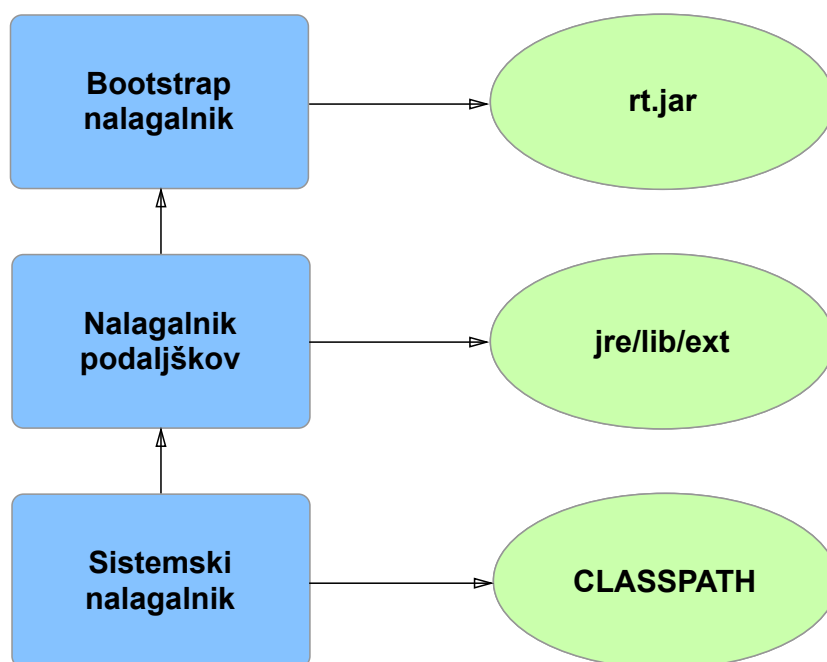 Bootstrap
nalagalnik
rt.jar
Nalagalnik
podaljškov
jre/lib/ext
Sistemski
nalagalnik
CLASSPATH